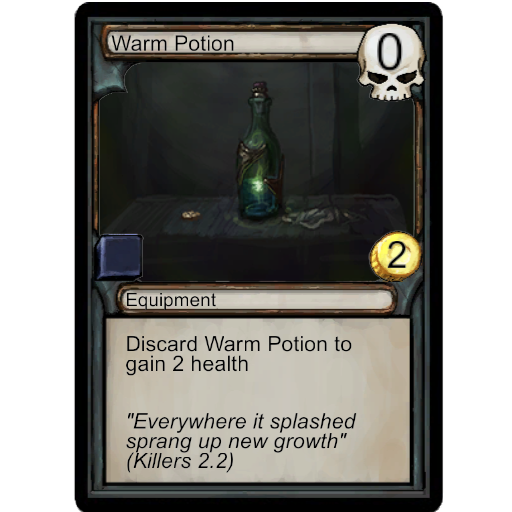 Warm Potion
0
2
Equipment
Discard Warm Potion to
gain 2 health
"Everywhere it splashed
sprang up new growth"
(Killers 2.2)